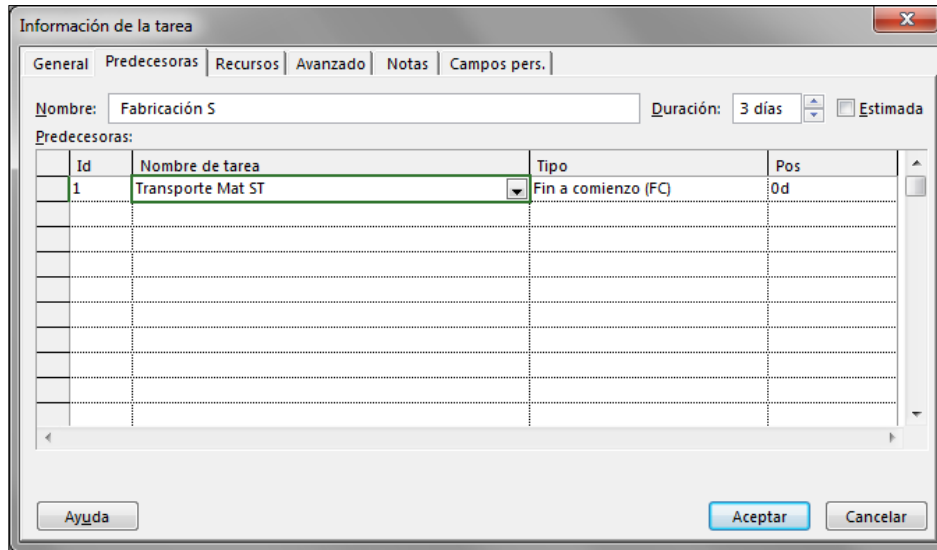 Información de la tarea
General Predecesoras Recursos Avanzado Notas Campos pers.
Nombre: Fabricación S Duración: 3 días Estimada
Predecesoras:
Id Nombre de tarea Tipo Pos
1 Transporte Mat ST Fin a comienzo (FC) 0d
Ayuda Aceptar Cancelar